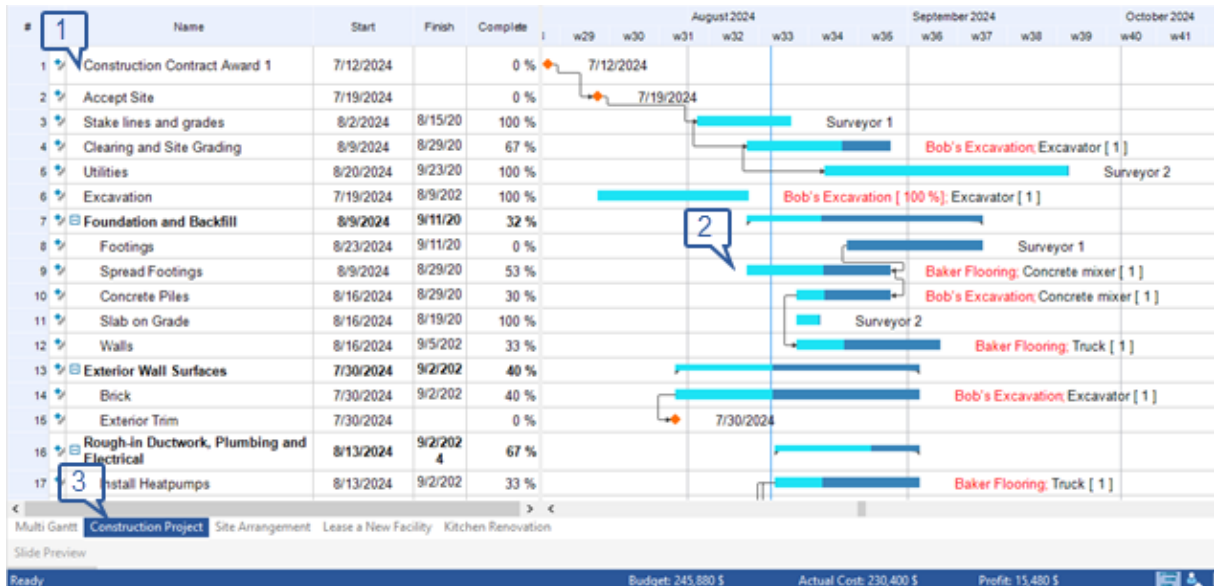 August 2024 September 2024 October 2024
# Name Start Finish Complete w29 w30 w31 w32 w33 w34 w35 w36 w37 w38 w39 w40 w41
1
1 Construction Contract Award 1 7/12/2024 0 % 7/12/2024
2 Accept Site 7/19/2024 0 % 7/19/2024
3 Stake lines and grades 8/2/2024 8/15/20 100 % Surveyor 1
4 Clearing and Site Grading 8/9/2024 8/29/20 67 % Bob's Excavation; Excavator [ 1 ]
5 Utilities 8/20/2024 9/23/20 100 % Surveyor 2
6 Excavation 7/19/2024 8/9/202 100 % Bob's Excavation [ 100 %]; Excavator [ 1 ]
7 Foundation and Backfill 8/9/2024 9/11/20 32 %
2
8 Footings 8/23/2024 9/11/20 0 % Surveyor 1
9 Spread Footings 8/9/2024 8/29/20 53 % Baker Flooring; Concrete mixer [ 1 ]
10 Concrete Piles 8/16/2024 8/29/20 30 % Bob's Excavation; Concrete mixer [ 1 ]
11 Slab on Grade 8/16/2024 8/19/20 100 % Surveyor 2
12 Walls 8/16/2024 9/5/202 33 % Baker Flooring; Truck [ 1 ]
13 Exterior Wall Surfaces 7/30/2024 9/2/202 40 %
14 Brick 7/30/2024 9/2/202 40 % Bob's Excavation; Excavator [ 1 ]
15 Exterior Trim 7/30/2024 0 % 7/30/2024
16 Rough-in Ductwork, Plumbing and 8/13/2024 9/2/202 67 %
Electrical 4
17 Install Heatpumps 8/13/2024 9/2/202 33 % Baker Flooring; Truck [ 1 ]
3
Multi Gantt Construction Project Site Arrangement Lease a New Facility Kitchen Renovation
Slide Preview
Ready Budget: 245,880 $ Actual Cost: 230,400 $ Profit: 15,480 $